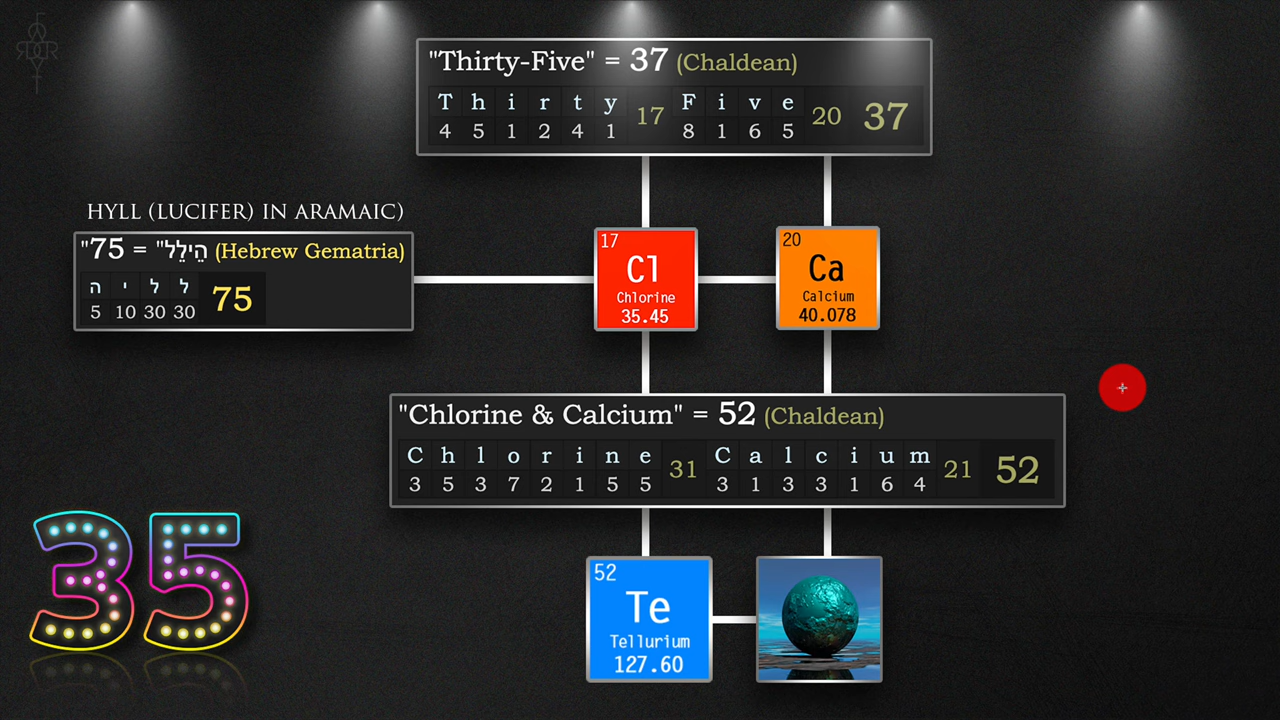 "Thirty-Five" = 37 (Chaldean)
T h i r t y 17 F i v e 20 37
4 5 1 2 4 1 8 1 6 5
HYLL (LUCIFER) IN ARAMAIC)
"75 = "הֵילֵל (Hebrew Gematria)
ה י ל ל 75
5 10 30 30
17
Cl
Chlorine
35.45
20
Ca
Calcium
40.078
"Chlorine & Calcium" = 52 (Chaldean)
C h l o r i n e 31 C a l c i u m 21 52
3 5 3 7 2 1 5 5 3 1 3 3 1 6 4
35
52
Te
Tellurium
127.60